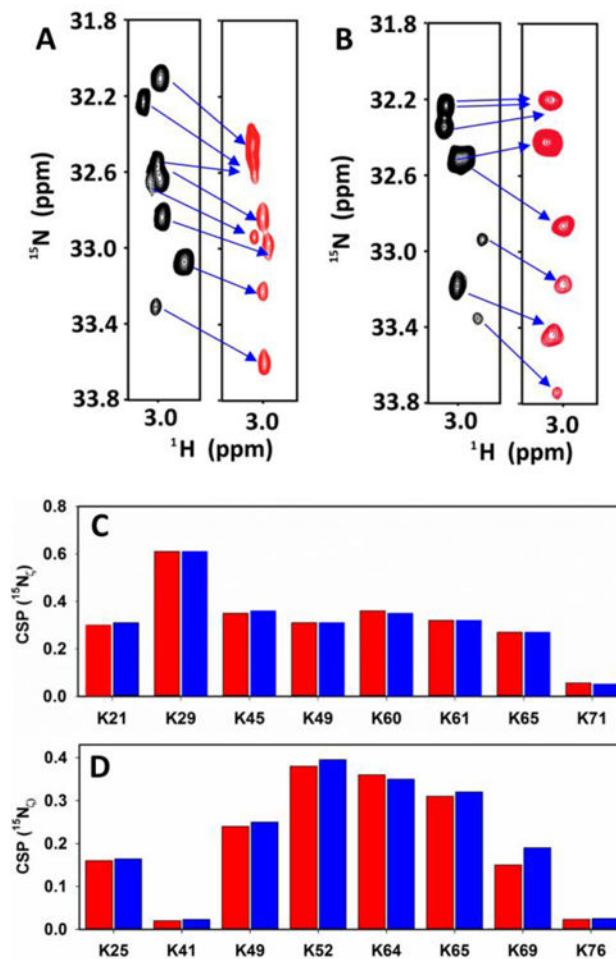 A
B
31.8
32.2
32.6
33.0
33.4
33.8
¹⁵N (ppm)
3.0
3.0
¹H (ppm)
31.8
32.2
32.6
33.0
33.4
33.8
¹⁵N (ppm)
3.0
3.0
¹H (ppm)
C
0.8
0.6
0.4
0.2
0.0
CSP (¹⁵Nζ)
K21 K29 K45 K49 K60 K61 K65 K71
D
0.4
0.3
0.2
0.1
0.0
CSP (¹⁵Nζ)
K25 K41 K49 K52 K64 K65 K69 K76